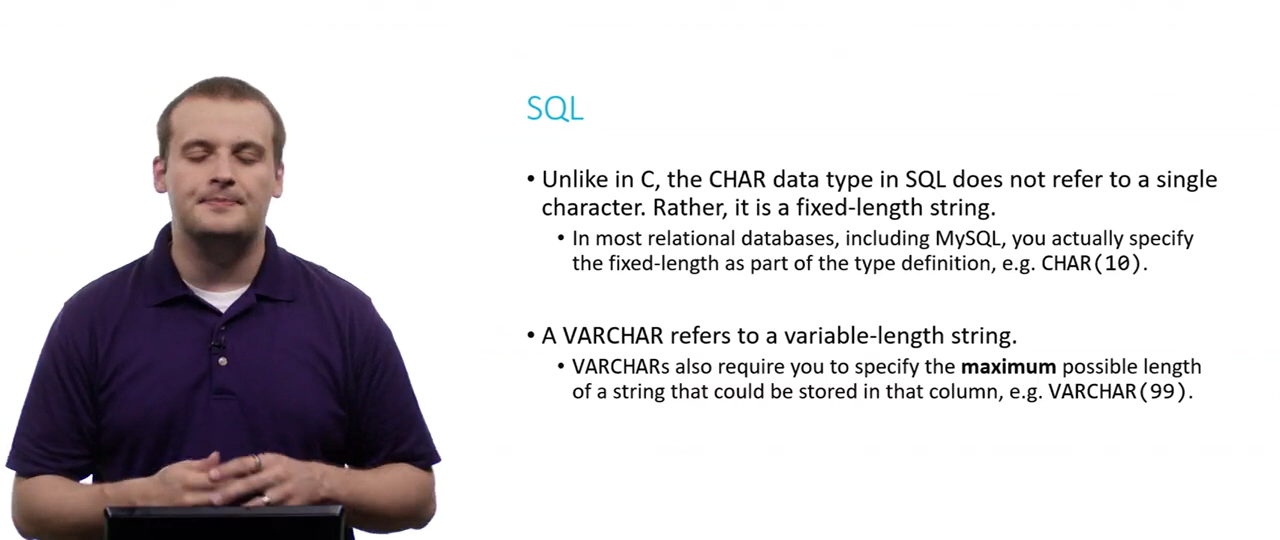 SQL
• Unlike in C, the CHAR data type in SQL does not refer to a single
character. Rather, it is a fixed-length string.
• In most relational databases, including MySQL, you actually specify
the fixed-length as part of the type definition, e.g. CHAR(10).
• A VARCHAR refers to a variable-length string.
• VARCHARs also require you to specify the maximum possible length
of a string that could be stored in that column, e.g. VARCHAR(99).